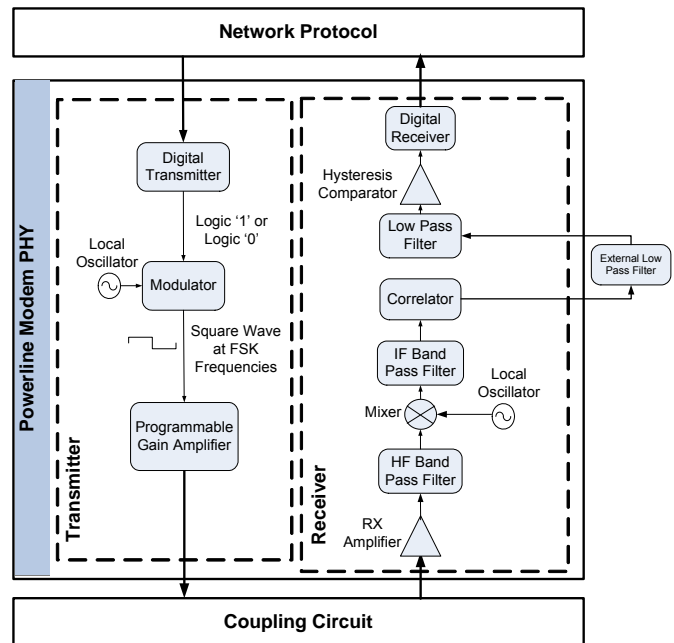 Network Protocol
Powerline Modem PHY
Transmitter
Digital
Transmitter
Logic ‘1’ or
Logic ‘0’
Local
Oscillator
Modulator
Square Wave
at FSK
Frequencies
Programmable
Gain Amplifier
Receiver
Digital
Receiver
Hysteresis
Comparator
Low Pass
Filter
External Low
Pass Filter
Correlator
IF Band
Pass Filter
Local
Oscillator
Mixer
HF Band
Pass Filter
RX
Amplifier
Coupling Circuit